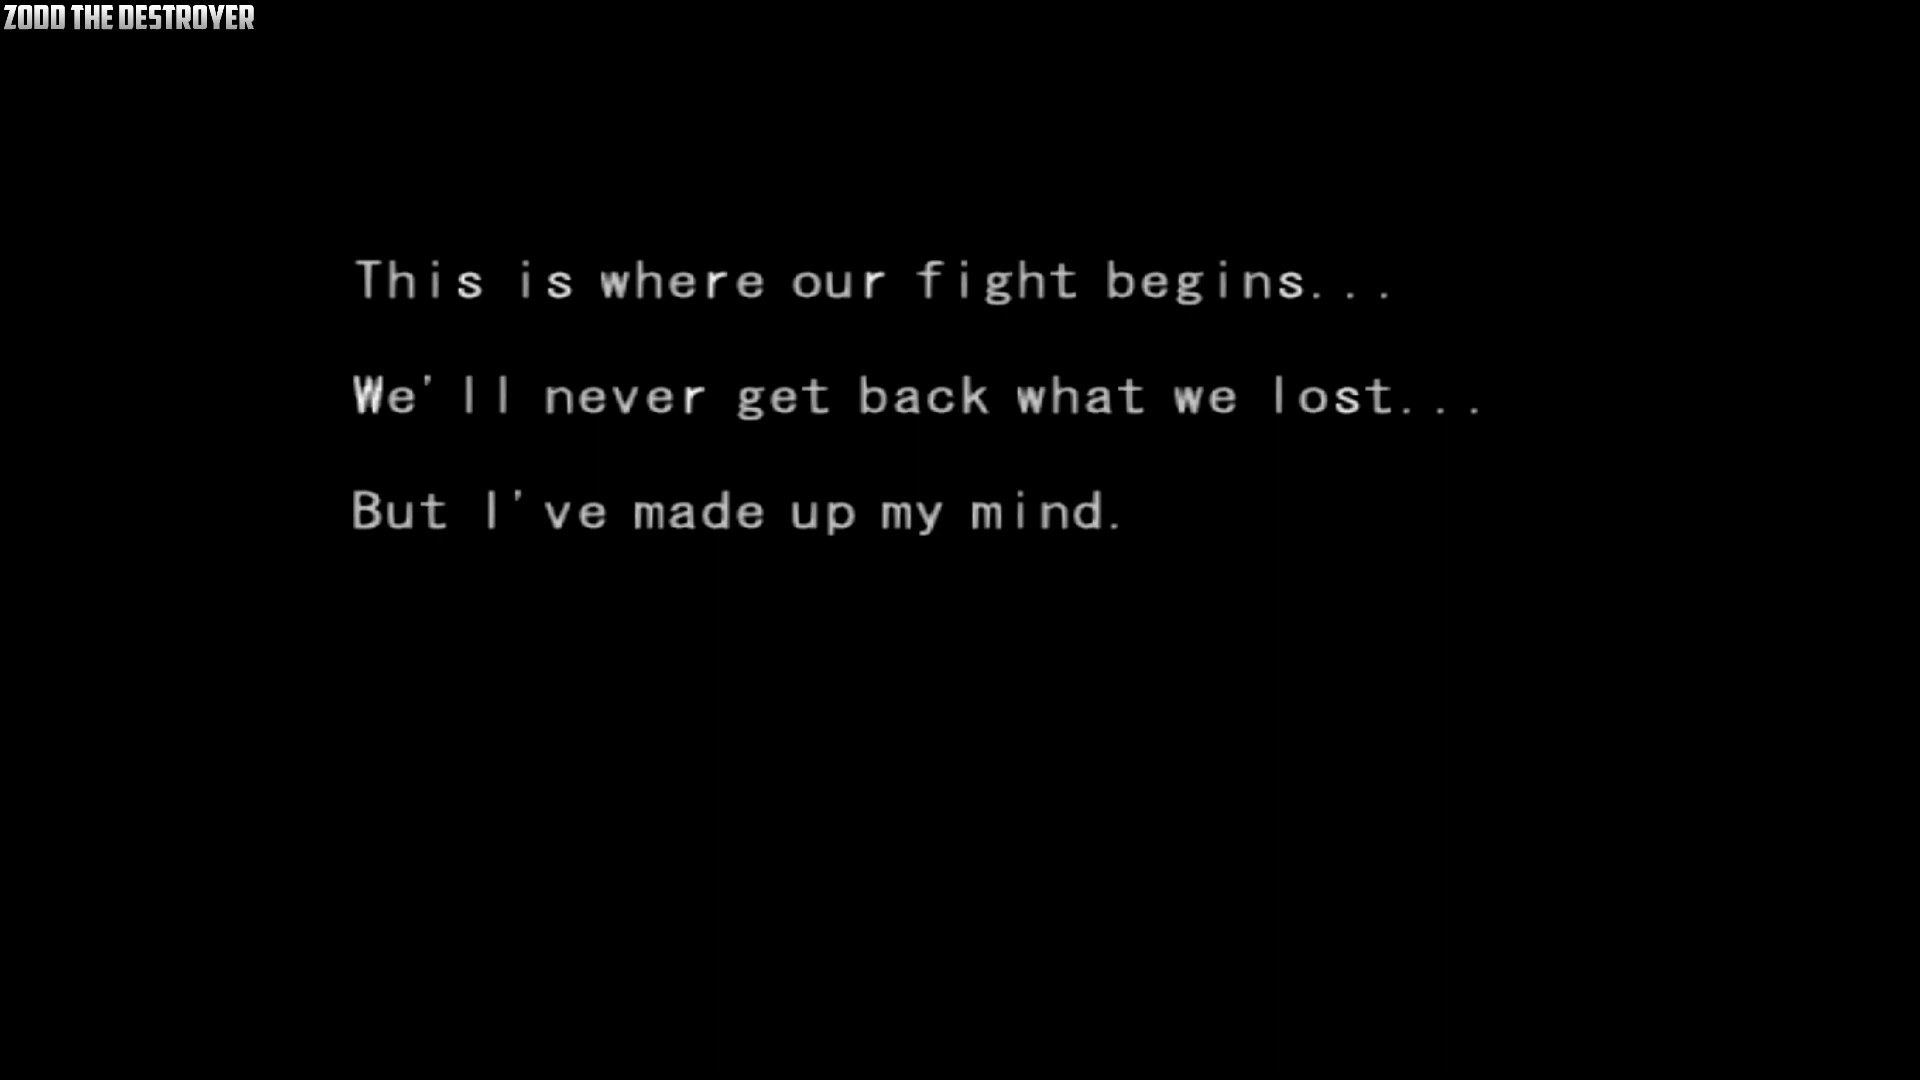 ZODD THE DESTROYER
This is where our fight begins...
We'll never get back what we lost...
But I've made up my mind.